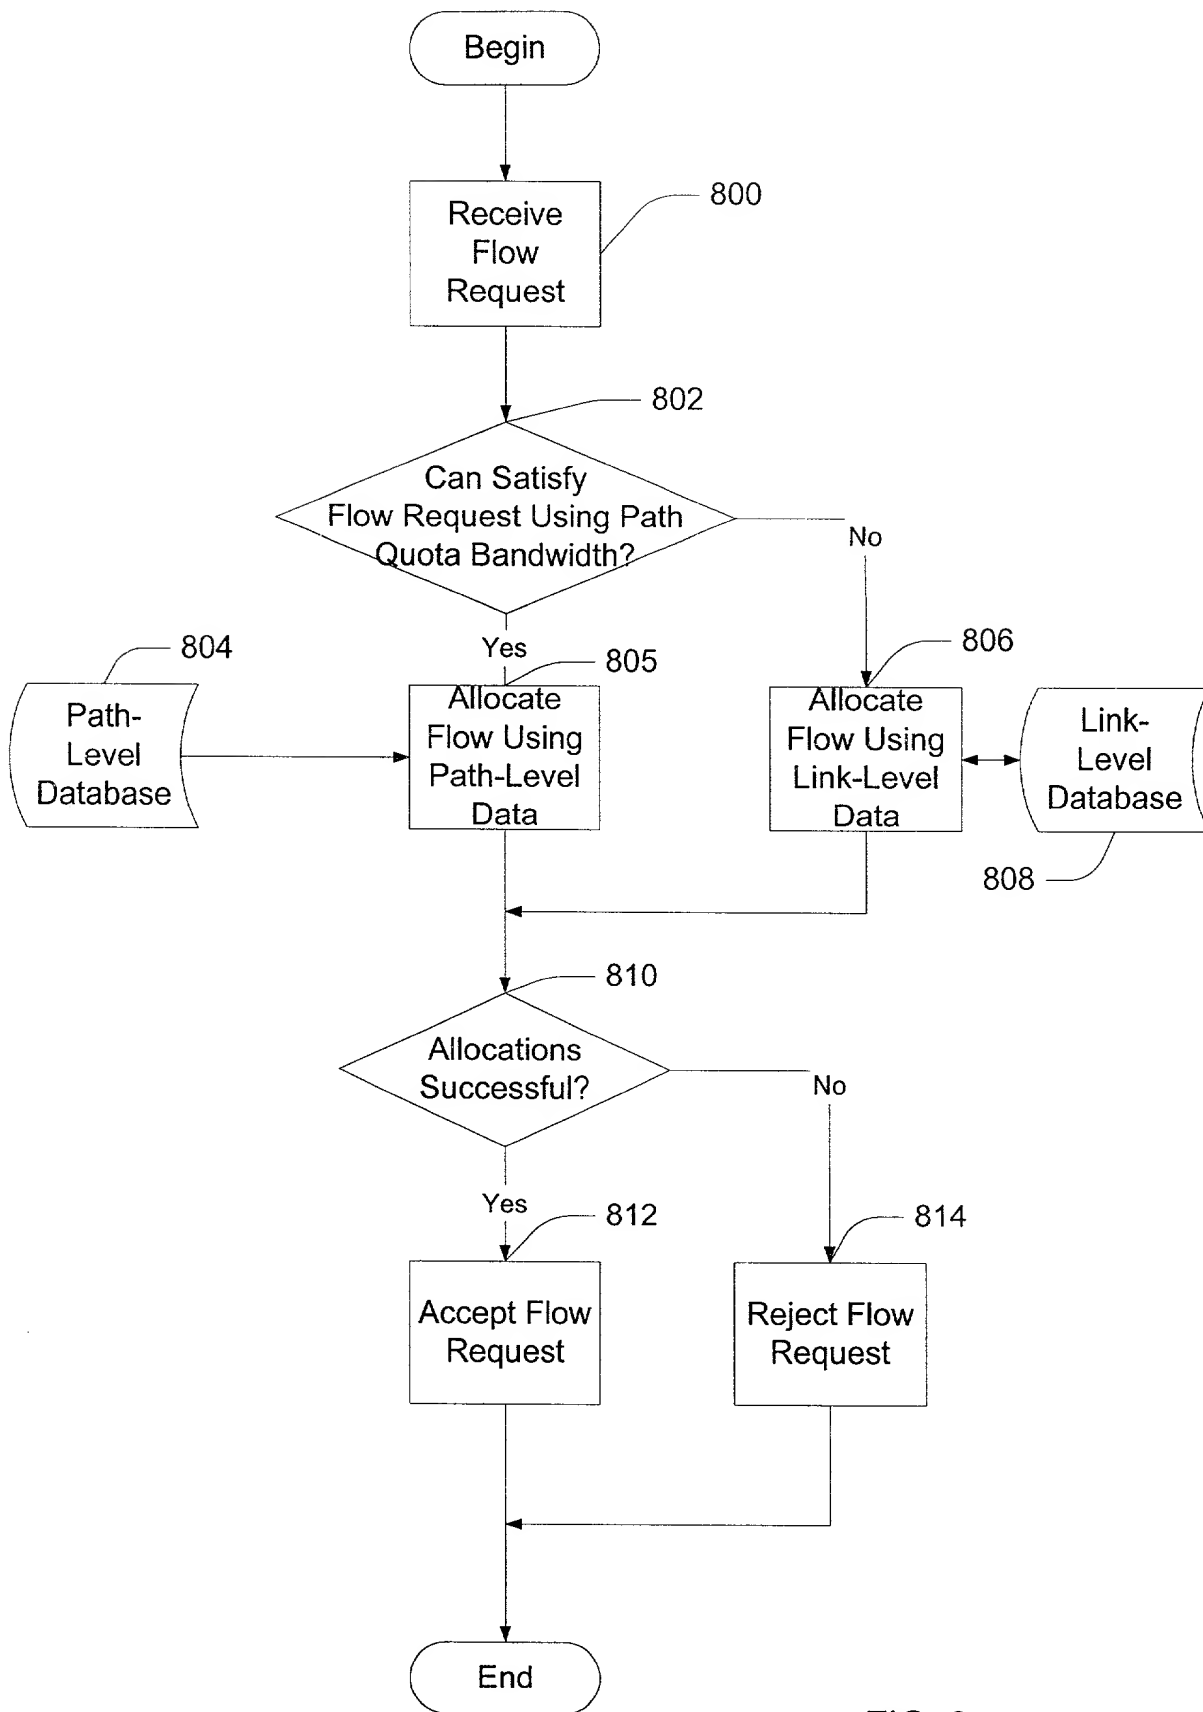 Begin
800
Receive
Flow
Request
802
Can Satisfy
Flow Request Using Path
Quota Bandwidth?
No
Yes
804
805
806
Path-
Level
Database
Allocate
Flow Using
Path-Level
Data
Allocate
Flow Using
Link-Level
Data
Link-
Level
Database
808
810
Allocations
Successful?
No
Yes
812
814
Accept Flow
Request
Reject Flow
Request
End